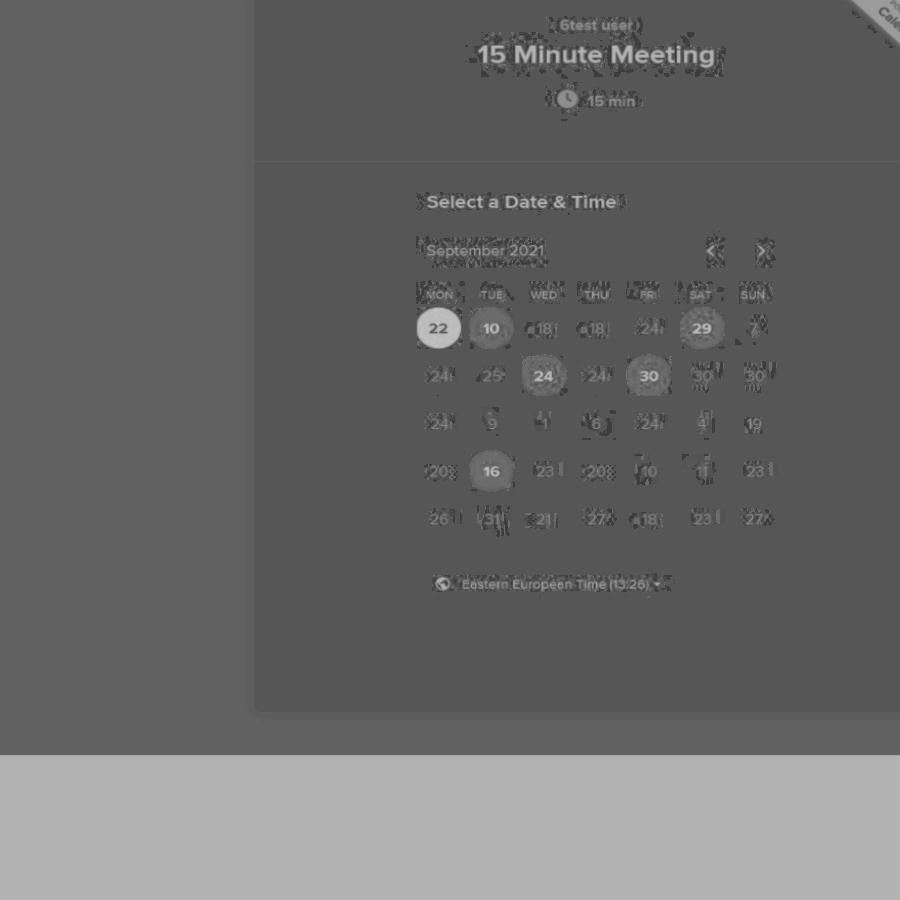 6test user
15 Minute Meeting
15 min
Select a Date & Time
September 2021
MON TUE WED THU FRI SAT SUN
22 10 18 18 24 29 7
24 25 24 24 30 30 30
24 9 1 6 24 4 19
20 16 23 20 10 11 23
26 31 21 27 18 23 27
Eastern European Time (13:26)